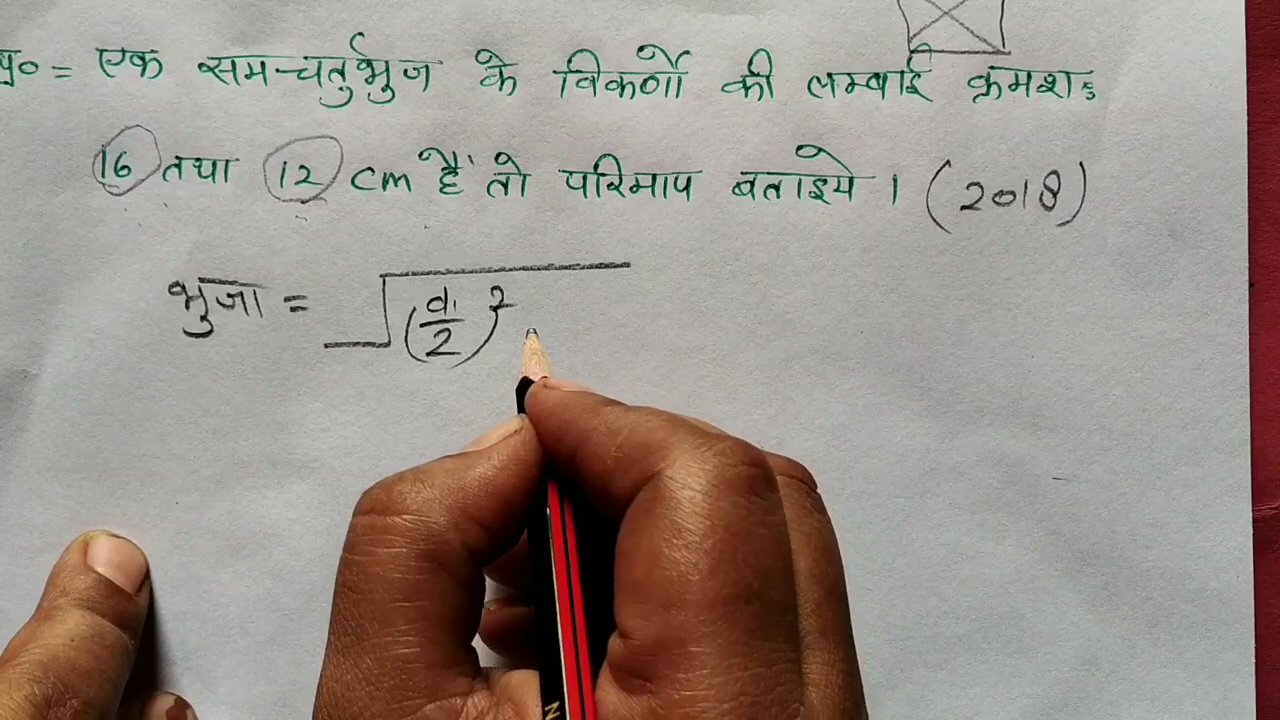 प्र० = एक समचतुर्भुज के विकर्णो की लम्बाई क्रमशः
16 तथा 12 cm हैं तो परिमाप बताइये । (2018)
भुजा = √(d₁/2)²